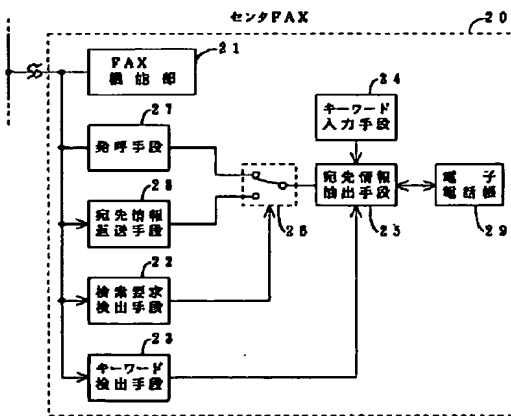 センタFAX
20
21
FAX
機能部
27
発呼手段
24
キーワード
入力手段
28
宛先情報
返送手段
26
宛先情報
抽出手段
25
電子
電話帳
29
22
検索要求
検出手段
23
キーワード
検出手段